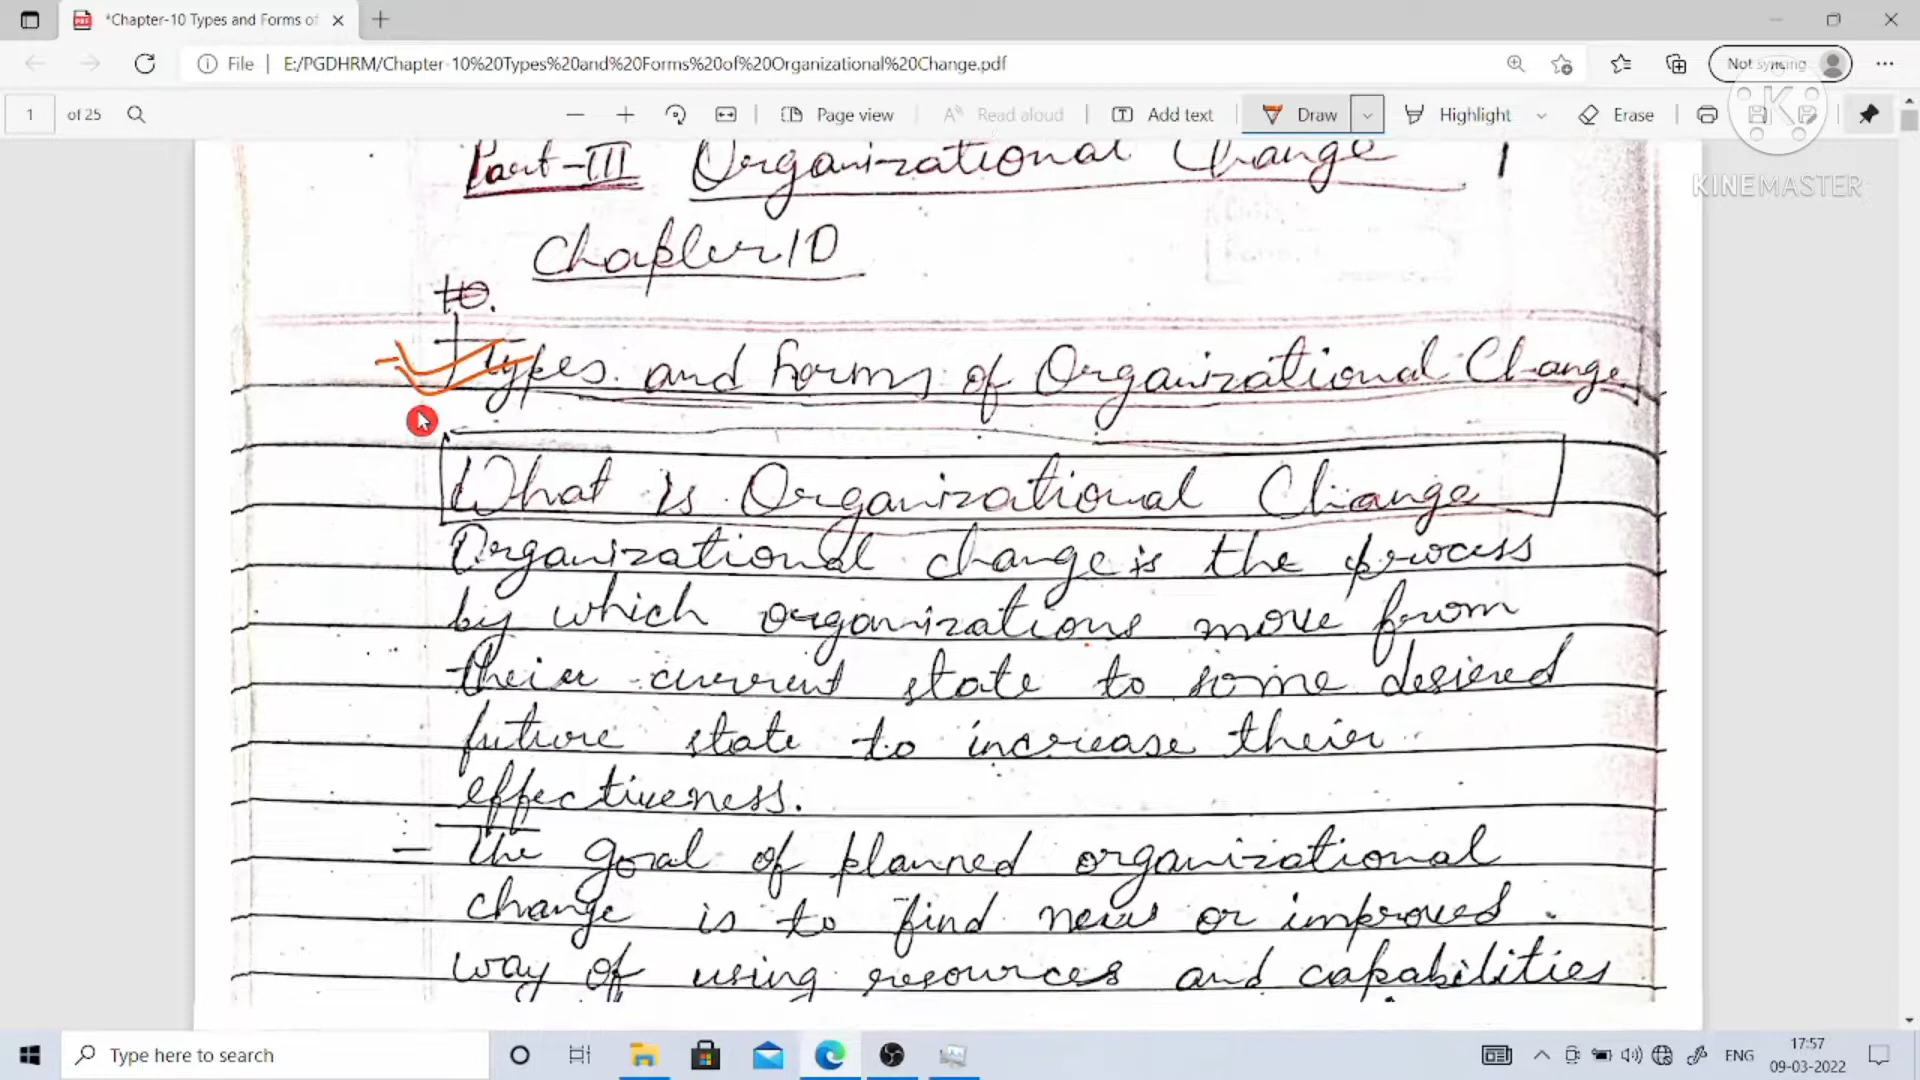 *Chapter-10 Types and Forms of
File
E:/PGDHRM/Chapter-10%20Types%20and%20Forms%20of%20Organizational%20Change.pdf
Not syncing
1 of 25
Page view
Read aloud
Add text
Draw
Highlight
Erase
K
KINEMASTER
Part-III Organizational Change 1
Chapter 10
10.
Types and Forms of Organizational Change
What is Organizational Change
Organizational change is the process
by which organizations move from
their current state to some desiered
future state to increase their
effectiveness.
- The goal of planned organizational
change is to find new or improved
way of using resources and capabilities
Type here to search
ENG
17:57
09-03-2022